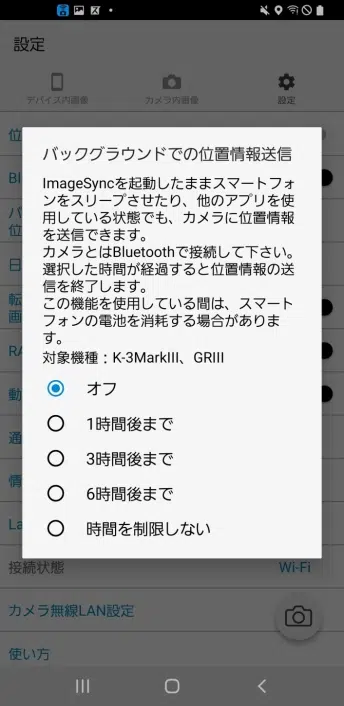 設定
デバイス内画像
カメラ内画像
設定
バックグラウンドでの位置情報送信
ImageSyncを起動したままスマートフォ
ンをスリープさせたり、他のアプリを使
用している状態でも、カメラに位置情報
を送信できます。
カメラとはBluetoothで接続して下さい。
選択した時間が経過すると位置情報の送
信を終了します。
この機能を使用している間は、スマート
フォンの電池を消耗する場合がありま
す。
対象機種：K-3MarkIII、GRIII
オフ
1時間後まで
3時間後まで
6時間後まで
時間を制限しない
位
Bl
バ
位
日
転
画
RA
動
通
情
La
接続状態 Wi-Fi
カメラ無線LAN設定
使い方